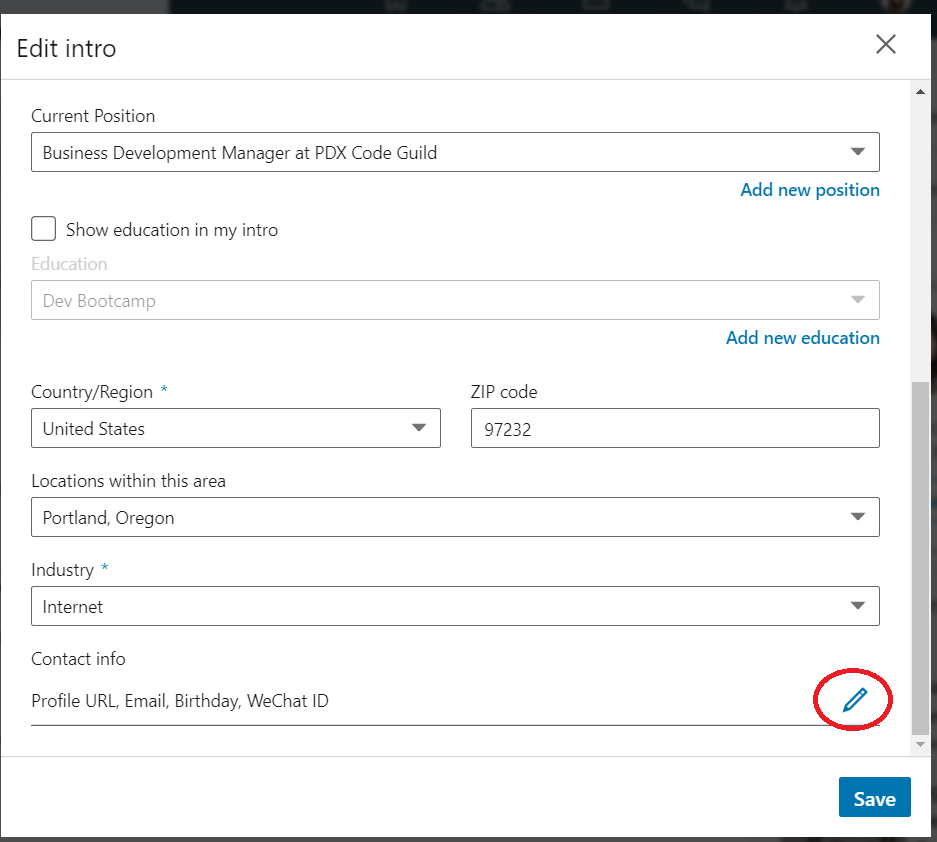 Edit intro
Current Position
Business Development Manager at PDX Code Guild
Add new position
Show education in my intro
Education
Dev Bootcamp
Add new education
Country/Region *
ZIP code
United States
97232
Locations within this area
Portland, Oregon
Industry *
Internet
Contact info
Profile URL, Email, Birthday, WeChat ID
Save